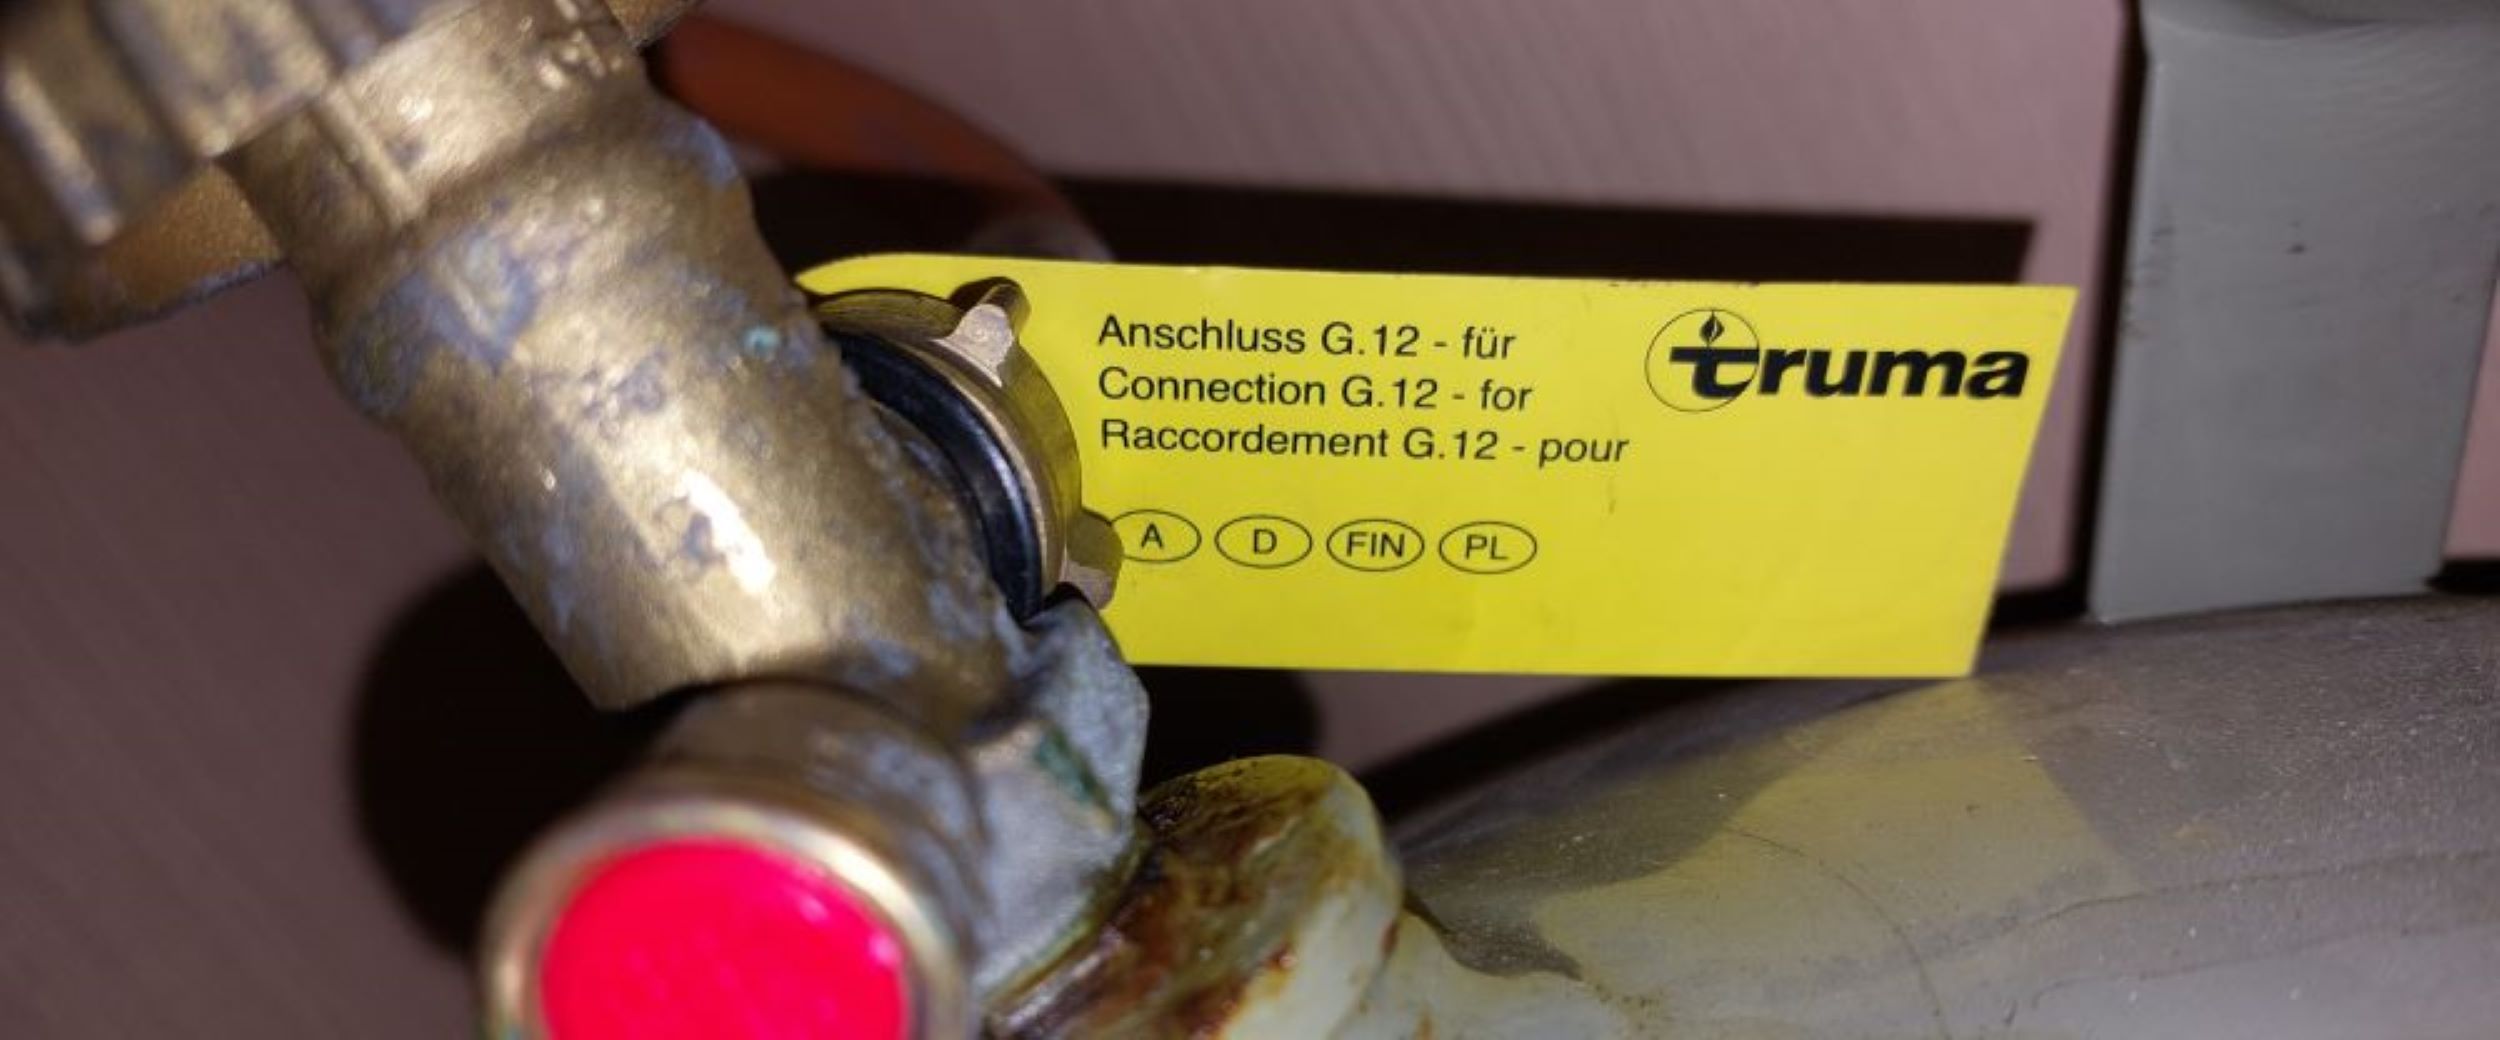 Anschluss G.12 - für
Connection G.12 - for
Raccordement G.12 - pour
truma
A D FIN PL